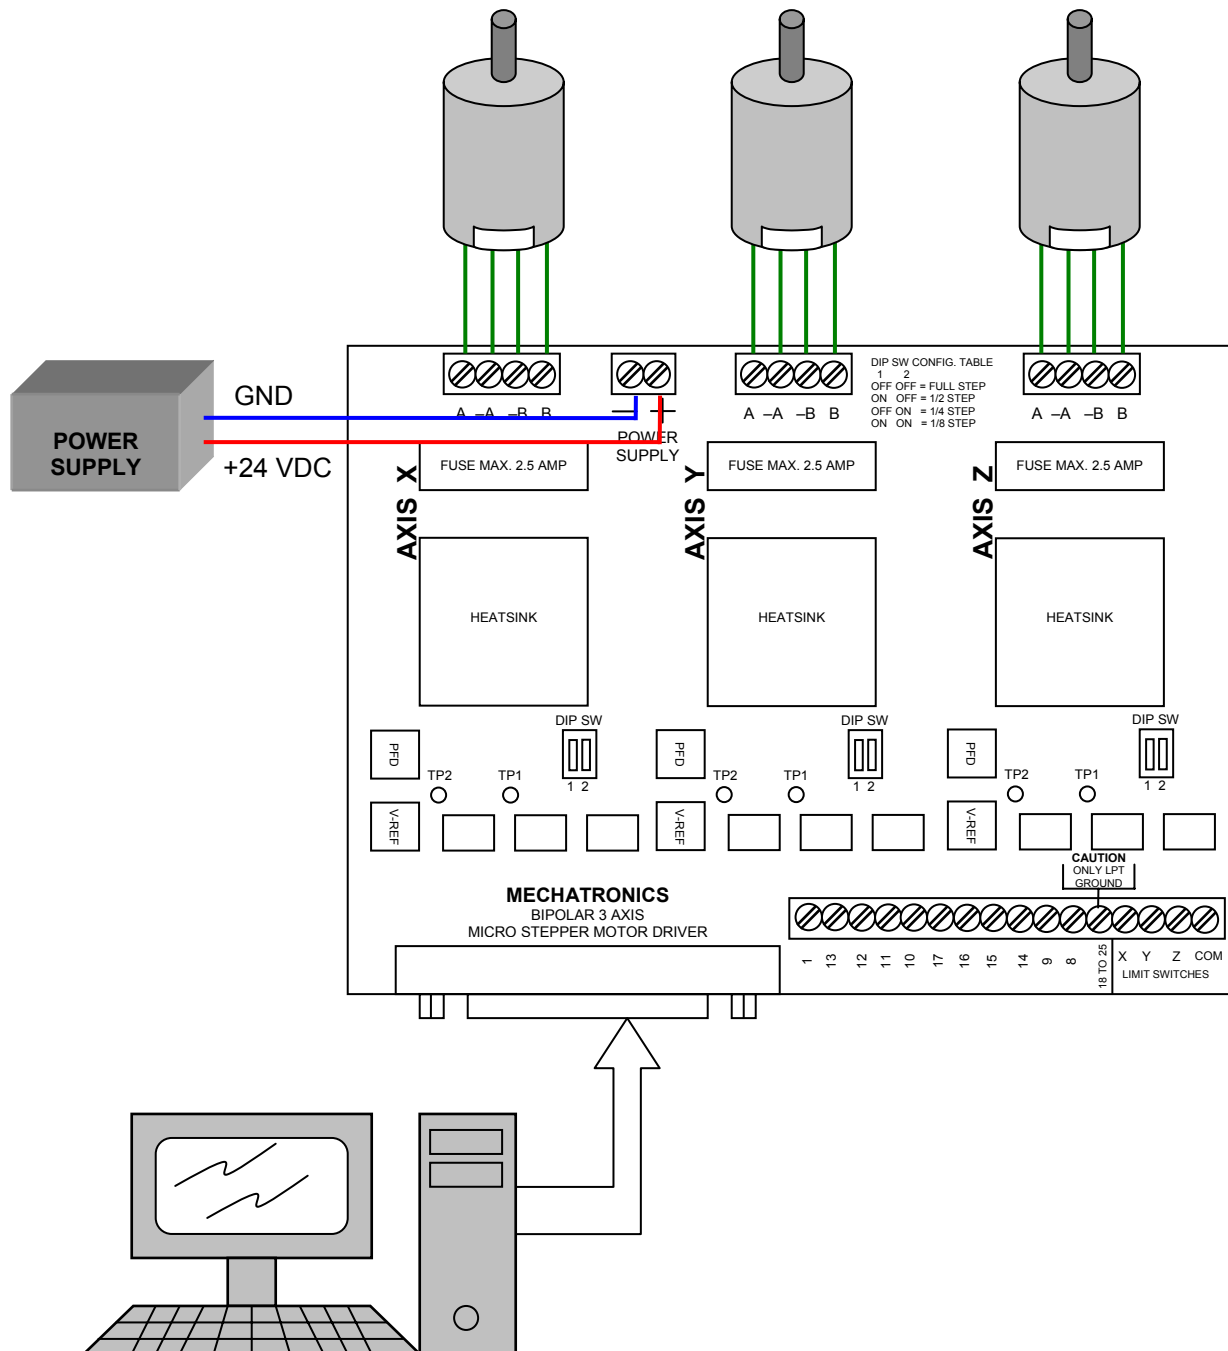 GND
+24 VDC
POWER
SUPPLY
A –A –B B
POWER
SUPPLY
A –A –B B
DIP SW CONFIG. TABLE
1 2
OFF OFF = FULL STEP
ON OFF = 1/2 STEP
OFF ON = 1/4 STEP
ON ON = 1/8 STEP
A –A –B B
AXIS X
FUSE MAX. 2.5 AMP
AXIS Y
FUSE MAX. 2.5 AMP
AXIS Z
FUSE MAX. 2.5 AMP
HEATSINK
HEATSINK
HEATSINK
PFD
TP2
TP1
DIP SW
1 2
V-REF
PFD
TP2
TP1
DIP SW
1 2
V-REF
PFD
TP2
TP1
DIP SW
1 2
V-REF
CAUTION
ONLY LPT
GROUND
MECHATRONICS
BIPOLAR 3 AXIS
MICRO STEPPER MOTOR DRIVER
1 13 12 11 10 17 16 15 14 9 8 18 TO 25 X Y Z COM
LIMIT SWITCHES